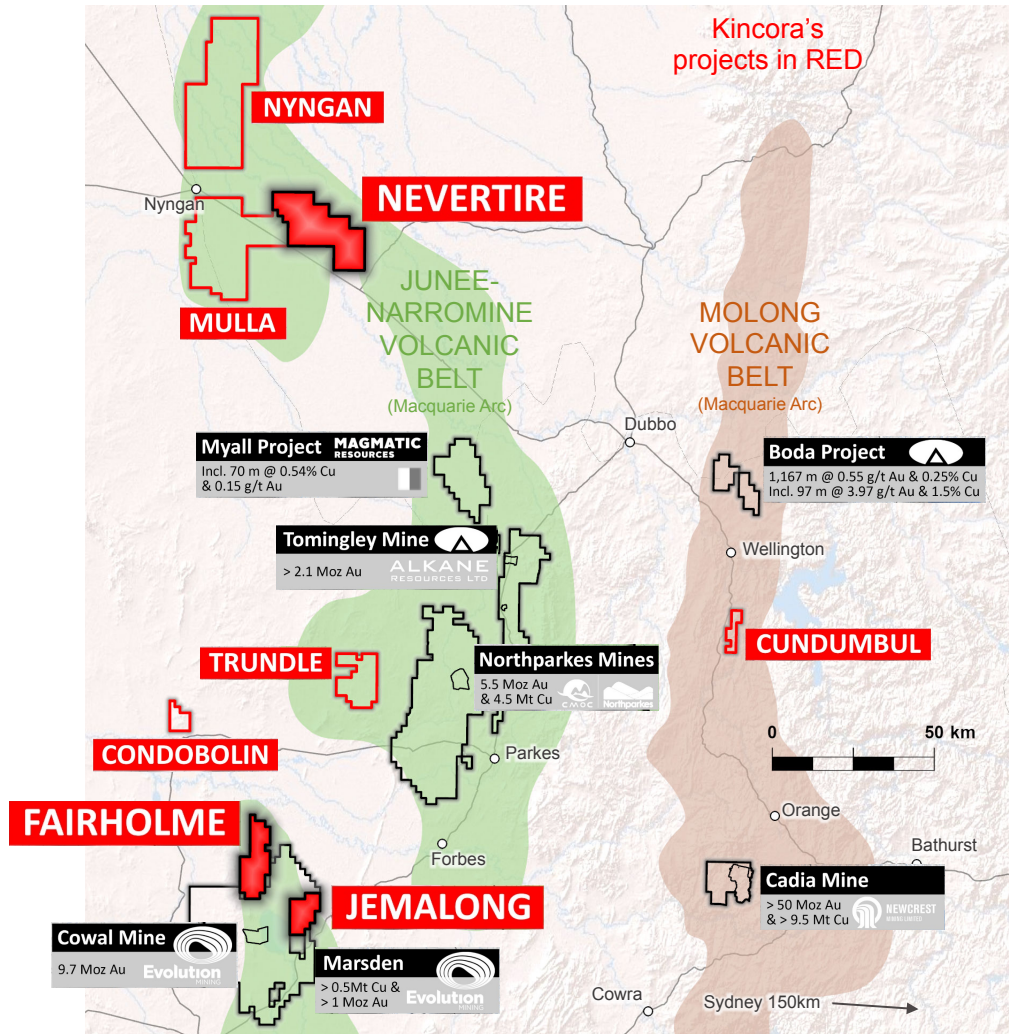 Kincora's
projects in RED
NYGAN
Nyngan
NEVERTIRE
MULLA
JUNEE-
NARROMINE
VOLCANIC
BELT
(Macquarie Arc)
MOLONG
VOLCANIC
BELT
(Macquarie Arc)
Dubbo
Myall Project MAGMATIC
RESOURCES
Incl. 70 m @ 0.54% Cu
& 0.15 g/t Au
Boda Project
1,167 m @ 0.55 g/t Au & 0.25% Cu
Incl. 97 m @ 3.97 g/t Au & 1.5% Cu
Tomingley Mine
> 2.1 Moz Au
ALKANE
RESOURCES LTD
Wellington
CUNDUMBUL
TRUNDLE
Northparkes Mines
5.5 Moz Au
& 4.5 Mt Cu
CMOC
Northparkes
0 50 km
CONDOBOLIN
Parkes
Orange
FAIRHOLME
Forbes
Bathurst
JEMALONG
Cadia Mine
> 50 Moz Au
& > 9.5 Mt Cu
NEWCREST
MINING LIMITED
Cowal Mine
9.7 Moz Au
Evolution
MINING
Marsden
> 0.5Mt Cu &
> 1 Moz Au
Evolution
MINING
Cowra
Sydney 150km